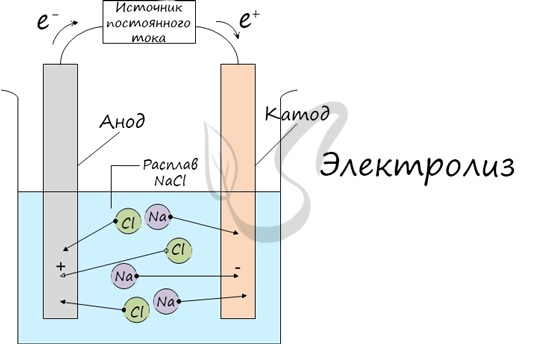 Источник
постоянного
тока
e⁻
e⁺
Анод
Катод
Расплав
NaCl
Электролиз
Cl
Na
Cl
+
Na
-
Na
Cl